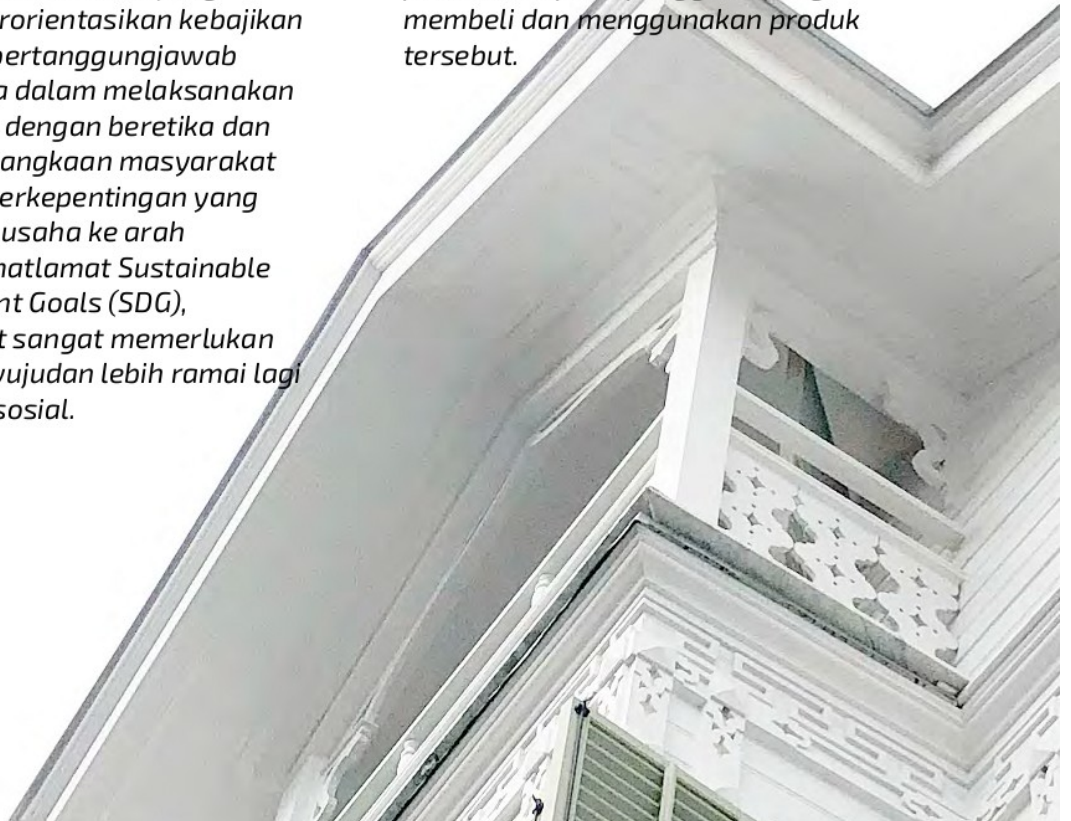 rorientasikan kebajikan
pertanggungjawab
a dalam melaksanakan
dengan beretika dan
angkaan masyarakat
erkepentingan yang
usaha ke arah
matlamat Sustainable
nt Goals (SDG),
t sangat memerlukan
wujudan lebih ramai lagi
sosial.
membeli dan menggunakan produk
tersebut.